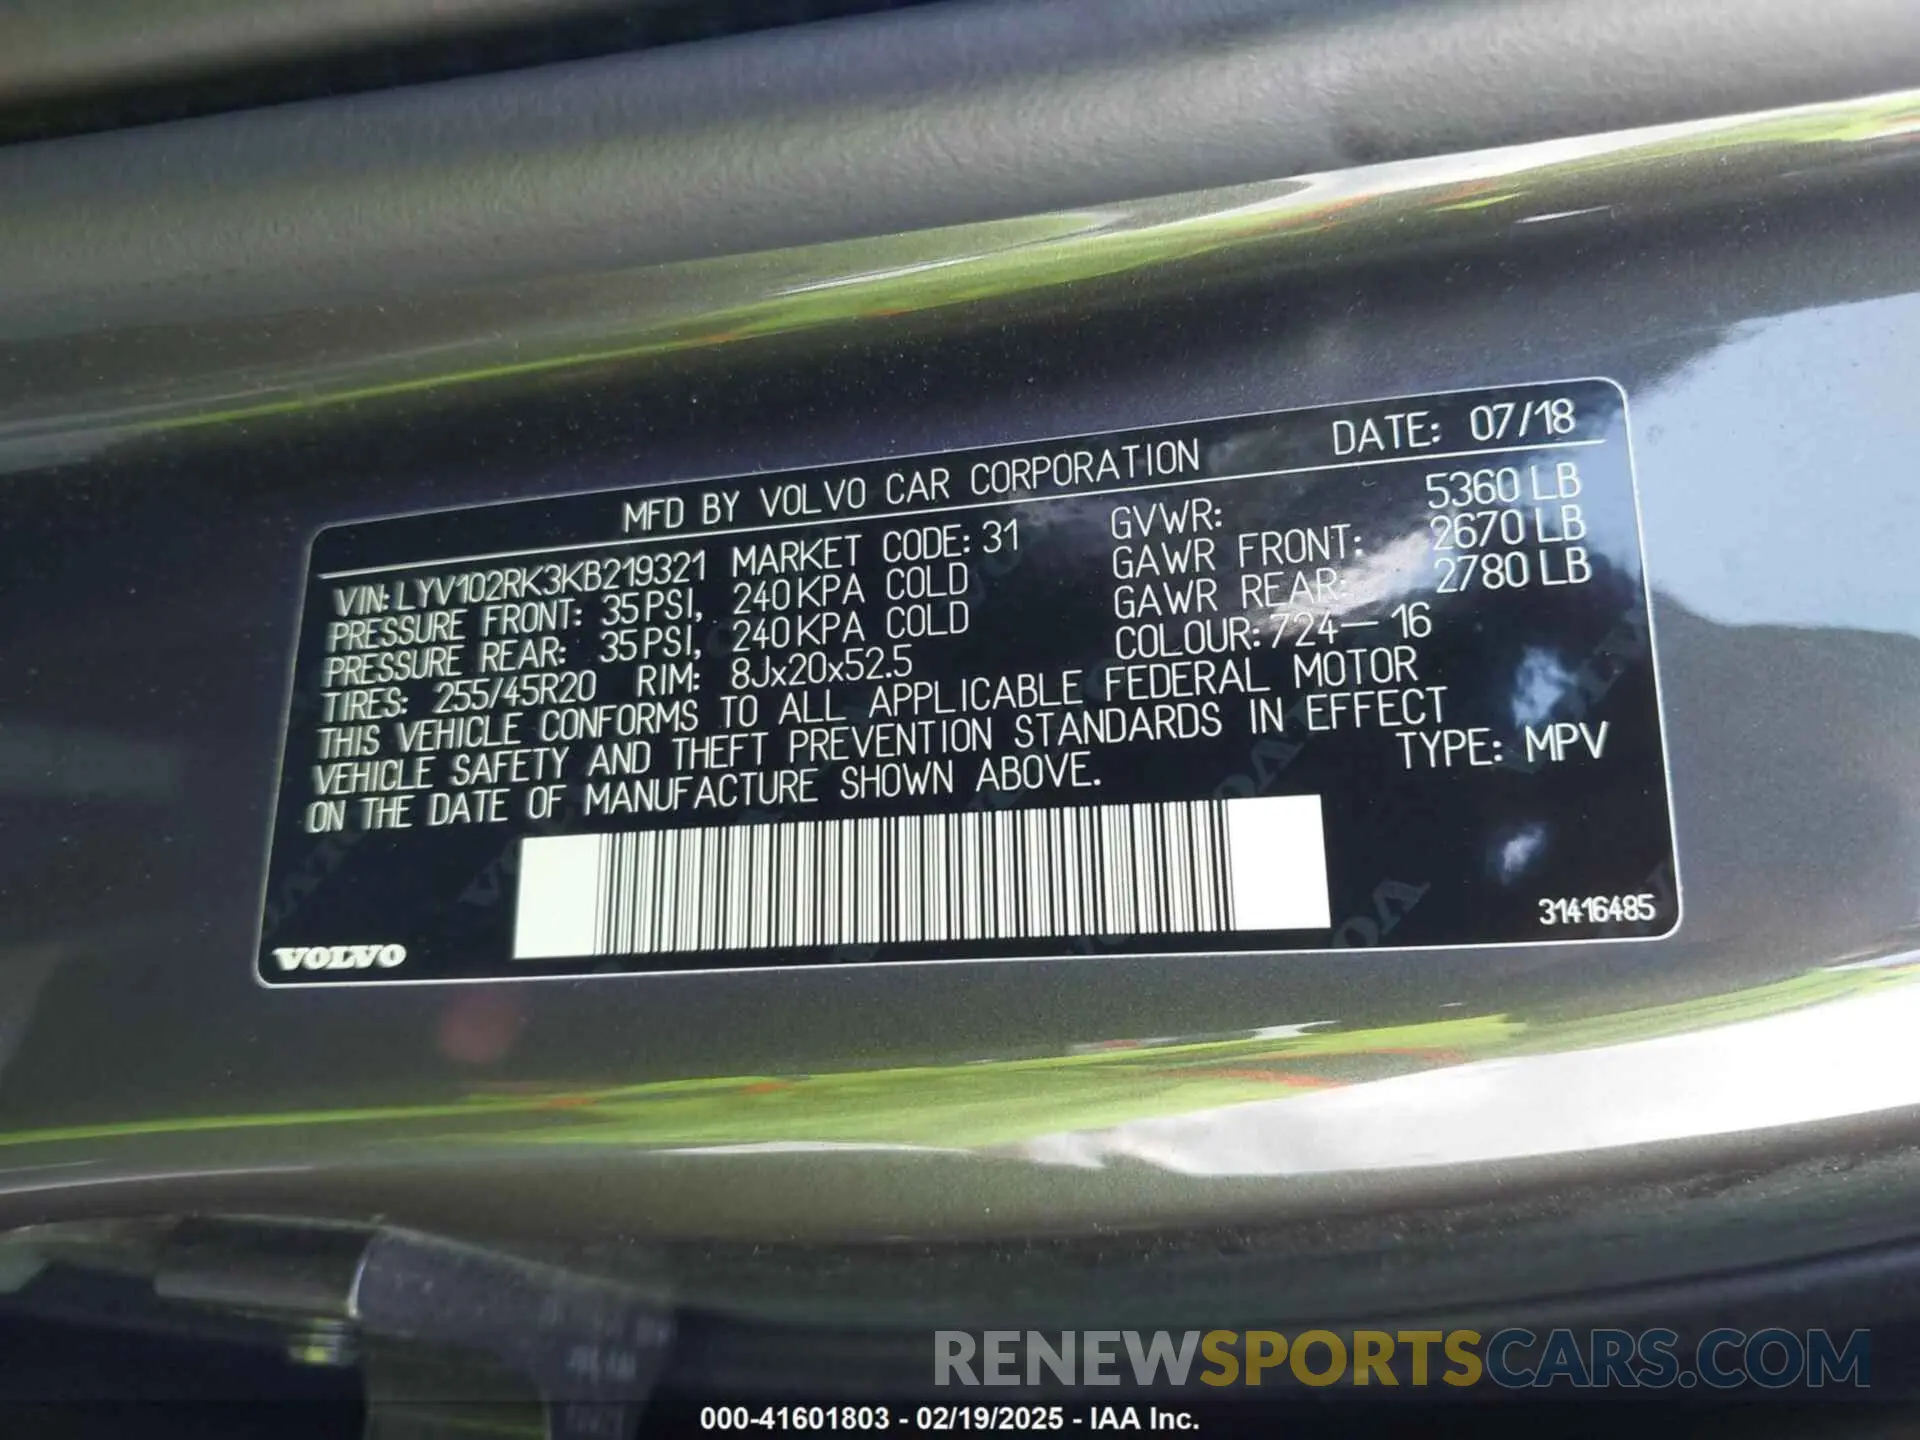 MFD BY VOLVO CAR CORPORATION DATE: 07/18
VIN: LYV102RK3KB219321 MARKET CODE: 31 GVWR: 5360 LB
PRESSURE FRONT: 35 PSI, 240 KPA COLD GAWR FRONT: 2670 LB
PRESSURE REAR: 35 PSI, 240 KPA COLD GAWR REAR: 2780 LB
TIRES: 255/45R20 RIM: 8Jx20x52.5 COLOUR: 724—16
THIS VEHICLE CONFORMS TO ALL APPLICABLE FEDERAL MOTOR
VEHICLE SAFETY AND THEFT PREVENTION STANDARDS IN EFFECT
ON THE DATE OF MANUFACTURE SHOWN ABOVE. TYPE: MPV
31416485
VOLVO
RENEWSPORTSCARS.COM
000-41601803 - 02/19/2025 - IAA Inc.